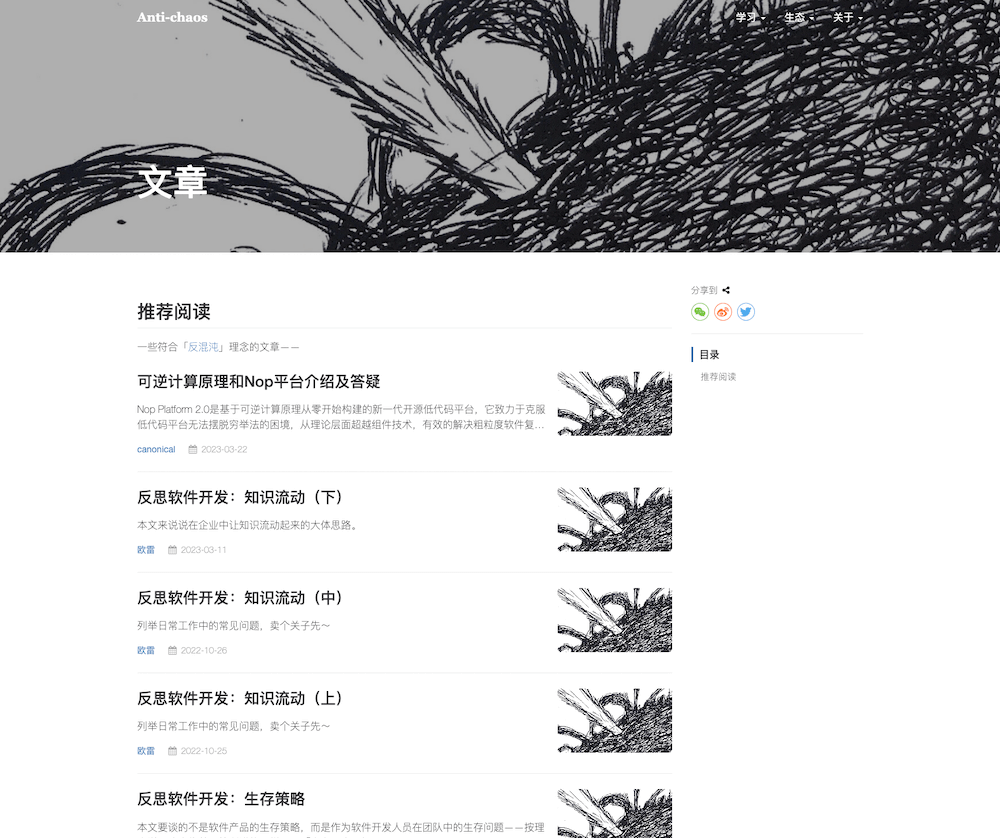 Anti-chaos
学习 生态 关于
文章
推荐阅读
一些符合「反混沌」理念的文章——
可逆计算原理和Nop平台介绍及答疑
Nop Platform 2.0是基于可逆计算原理从零开始构建的新一代开源低代码平台，它致力于克服
低代码平台无法摆脱穷举法的困境，从理论层面超越组件技术，有效的解决粗粒度软件复…
canonical 2023-03-22
反思软件开发：知识流动（下）
本文来说说在企业中让知识流动起来的大体思路。
欧雷 2023-03-11
反思软件开发：知识流动（中）
列举日常工作中的常见问题，卖个关子先～
欧雷 2022-10-26
反思软件开发：知识流动（上）
列举日常工作中的常见问题，卖个关子先～
欧雷 2022-10-25
反思软件开发：生存策略
本文要谈的不是软件产品的生存策略，而是作为软件开发人员在团队中的生存问题——按理
分享到
目录
推荐阅读